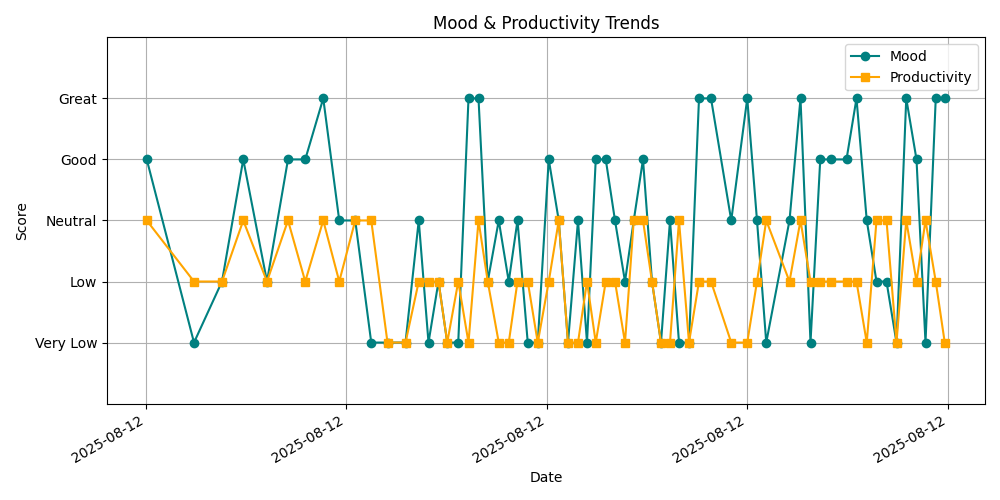 Mood & Productivity Trends
Mood
Productivity
Great
Good
Neutral
Low
Very Low
Score
2025-08-12
2025-08-12
2025-08-12
2025-08-12
2025-08-12
Date